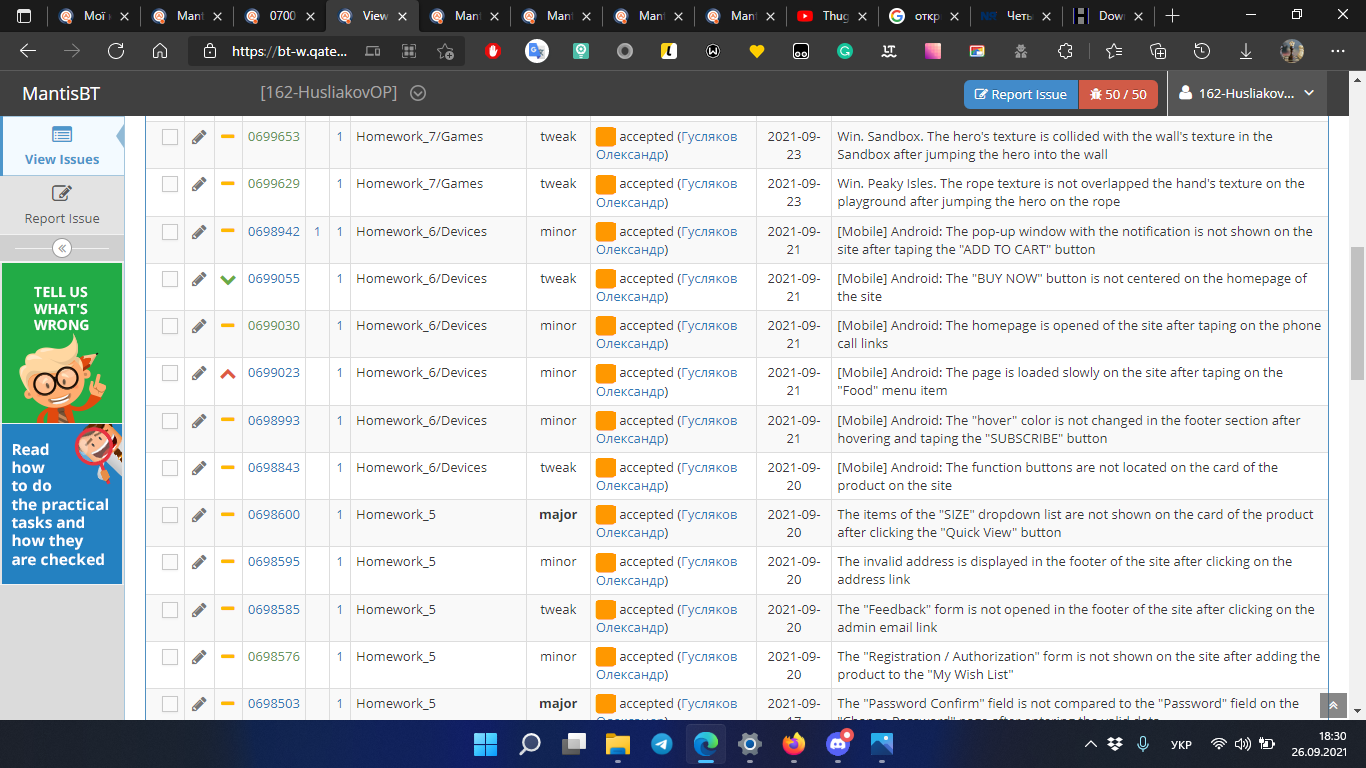 Мої н
Mant
0700
View
Mant
Mant
Mant
Mant
Thug
откр
Четы
Dow
https://bt-w.qate...
MantisBT
[162-HusliakovOP]
Report Issue
50 / 50
162-Husliakov...
View Issues
Report Issue
TELL US
WHAT'S
WRONG
Read
how
to do
the practical
tasks and
how they
are checked
0699653 1 Homework_7/Games tweak accepted (Гусляков Олександр) 2021-09-23 Win. Sandbox. The hero's texture is collided with the wall's texture in the
Sandbox after jumping the hero into the wall
0699629 1 Homework_7/Games tweak accepted (Гусляков Олександр) 2021-09-23 Win. Peaky Isles. The rope texture is not overlapped the hand's texture on the
playground after jumping the hero on the rope
0698942 1 1 Homework_6/Devices minor accepted (Гусляков Олександр) 2021-09-21 [Mobile] Android: The pop-up window with the notification is not shown on the
site after taping the "ADD TO CART" button
0699055 1 Homework_6/Devices tweak accepted (Гусляков Олександр) 2021-09-21 [Mobile] Android: The "BUY NOW" button is not centered on the homepage of
the site
0699030 1 Homework_6/Devices minor accepted (Гусляков Олександр) 2021-09-21 [Mobile] Android: The homepage is opened of the site after taping on the phone
call links
0699023 1 Homework_6/Devices minor accepted (Гусляков Олександр) 2021-09-21 [Mobile] Android: The page is loaded slowly on the site after taping on the
"Food" menu item
0698993 1 Homework_6/Devices minor accepted (Гусляков Олександр) 2021-09-21 [Mobile] Android: The "hover" color is not changed in the footer section after
hovering and taping the "SUBSCRIBE" button
0698843 1 Homework_6/Devices tweak accepted (Гусляков Олександр) 2021-09-20 [Mobile] Android: The function buttons are not located on the card of the
product on the site
0698600 1 Homework_5 major accepted (Гусляков Олександр) 2021-09-20 The items of the "SIZE" dropdown list are not shown on the card of the product
after clicking the "Quick View" button
0698595 1 Homework_5 minor accepted (Гусляков Олександр) 2021-09-20 The invalid address is displayed in the footer of the site after clicking on the
address link
0698585 1 Homework_5 tweak accepted (Гусляков Олександр) 2021-09-20 The "Feedback" form is not opened in the footer of the site after clicking on the
admin email link
0698576 1 Homework_5 minor accepted (Гусляков Олександр) 2021-09-20 The "Registration / Authorization" form is not shown on the site after adding the
product to the "My Wish List"
0698503 1 Homework_5 major accepted (Гусляков Олександр) 2021-09-17 The "Password Confirm" field is not compared to the "Password" field on the
"Change Password" page after entering the valid data
УКР
18:30
26.09.2021